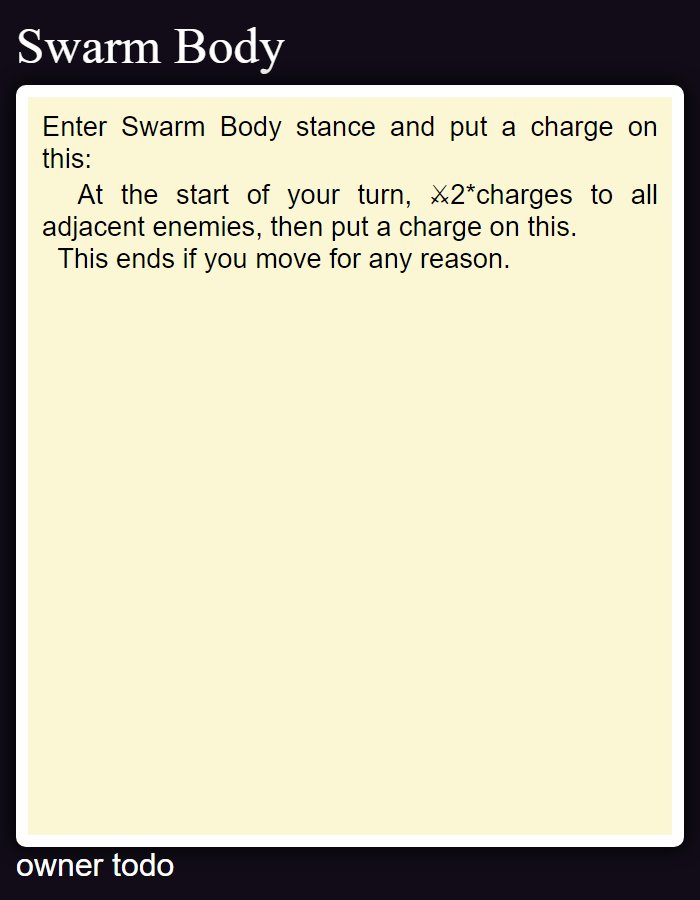 Swarm Body
Enter Swarm Body stance and put a charge on
this:
At the start of your turn, ⚔2*charges to all
adjacent enemies, then put a charge on this.
This ends if you move for any reason.
owner todo